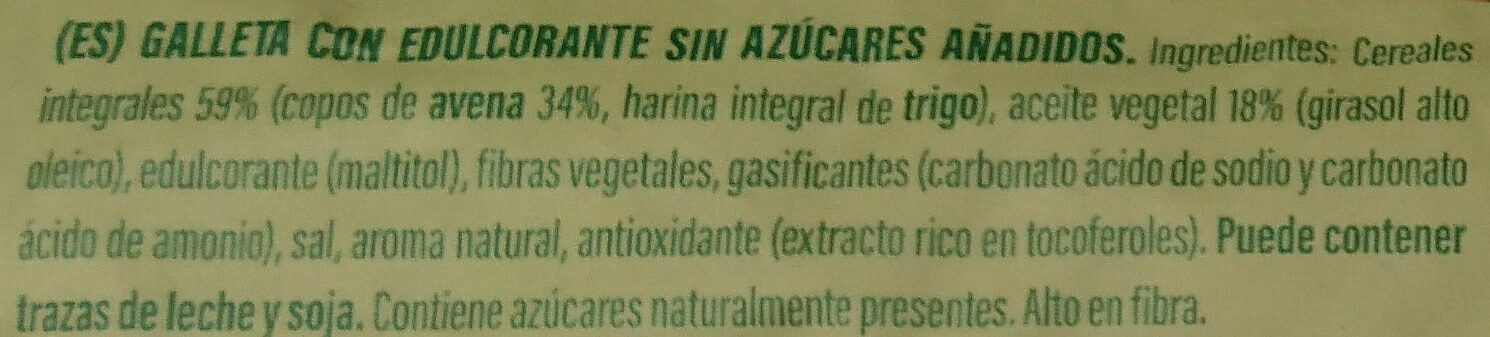 (ES) GALLETA CON EDULCORANTE SIN AZÚCARES AÑADIDOS. Ingredientes: Cereales
integrales 59% (copos de avena 34%, harina integral de trigo), aceite vegetal 18% (girasol alto
oleico), edulcorante (maltitol), fibras vegetales, gasificantes (carbonato ácido de sodio y carbonato
ácido de amonio), sal, aroma natural, antioxidante (extracto rico en tocoferoles). Puede contener
trazas de leche y soja. Contiene azúcares naturalmente presentes. Alto en fibra.